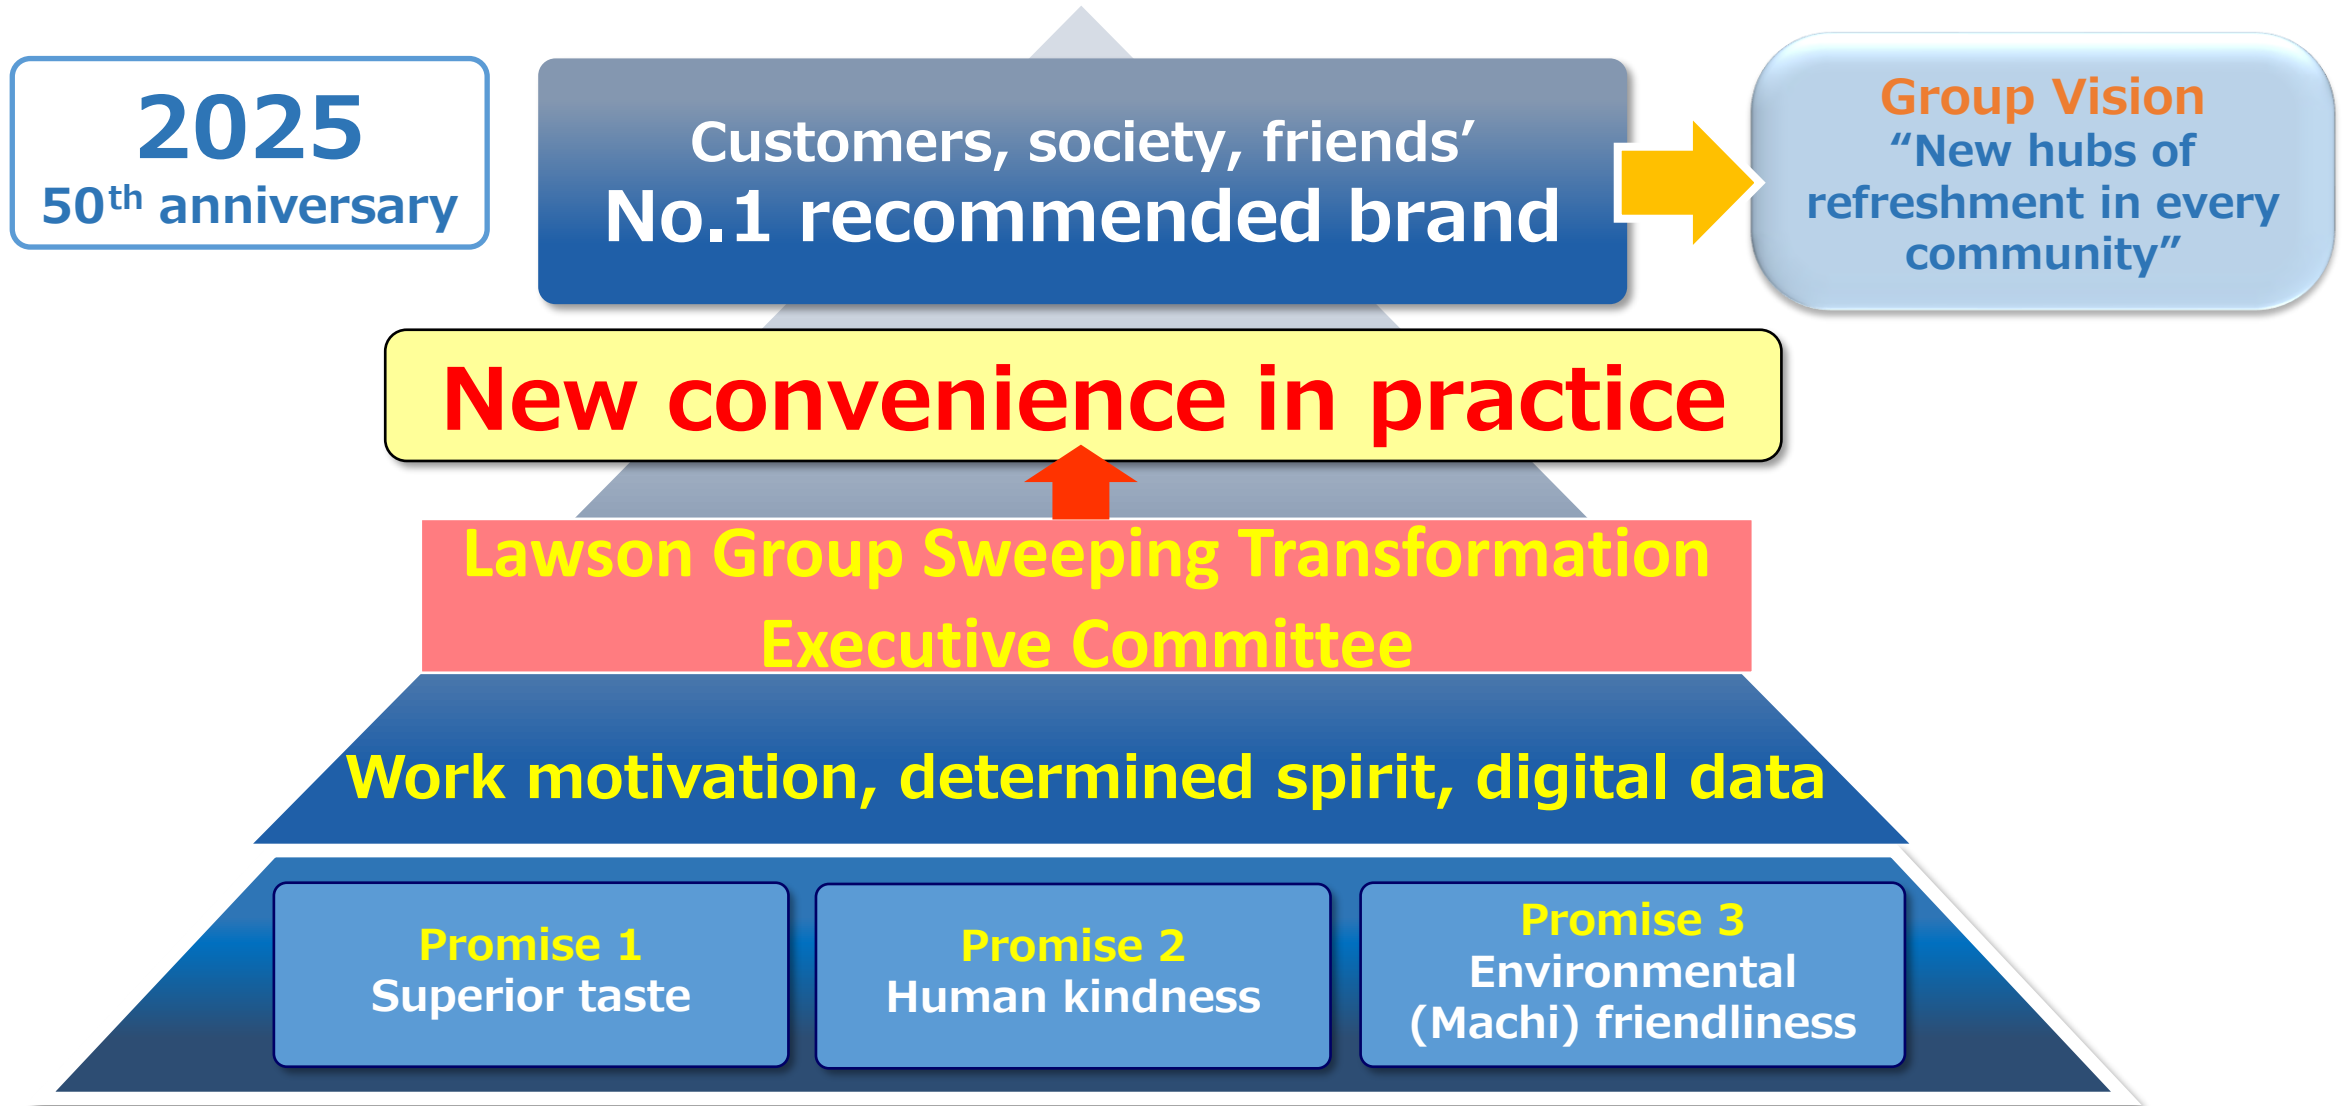 2025
50th anniversary
Customers, society, friends’
No.1 recommended brand
Group Vision
“New hubs of
refreshment in every
community”
New convenience in practice
Lawson Group Sweeping Transformation
Executive Committee
Work motivation, determined spirit, digital data
Promise 1
Superior taste
Promise 2
Human kindness
Promise 3
Environmental
(Machi) friendliness